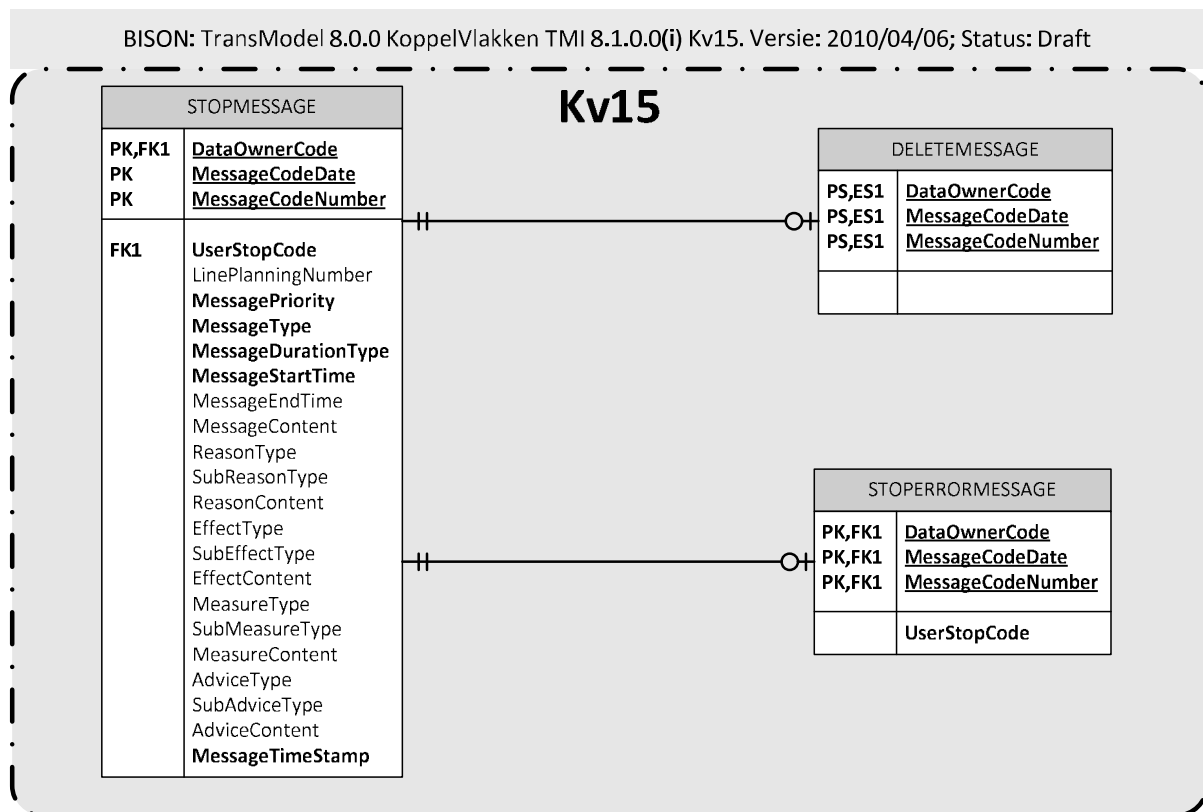 BISON: TransModel 8.0.0 KoppelVlakken TMI 8.1.0.0(i) Kv15. Versie: 2010/04/06; Status: Draft
Kv15
STOPMESSAGE
PK,FK1 DataOwnerCode
PK MessageCodeDate
PK MessageCodeNumber
FK1 UserStopCode
LinePlanningNumber
MessagePriority
MessageType
MessageDurationType
MessageStartTime
MessageEndTime
MessageContent
ReasonType
SubReasonType
ReasonContent
EffectType
SubEffectType
EffectContent
MeasureType
SubMeasureType
MeasureContent
AdviceType
SubAdviceType
AdviceContent
MessageTimeStamp
DELETEMESSAGE
PS,ES1 DataOwnerCode
PS,ES1 MessageCodeDate
PS,ES1 MessageCodeNumber
STOPERRORMESSAGE
PK,FK1 DataOwnerCode
PK,FK1 MessageCodeDate
PK,FK1 MessageCodeNumber
UserStopCode